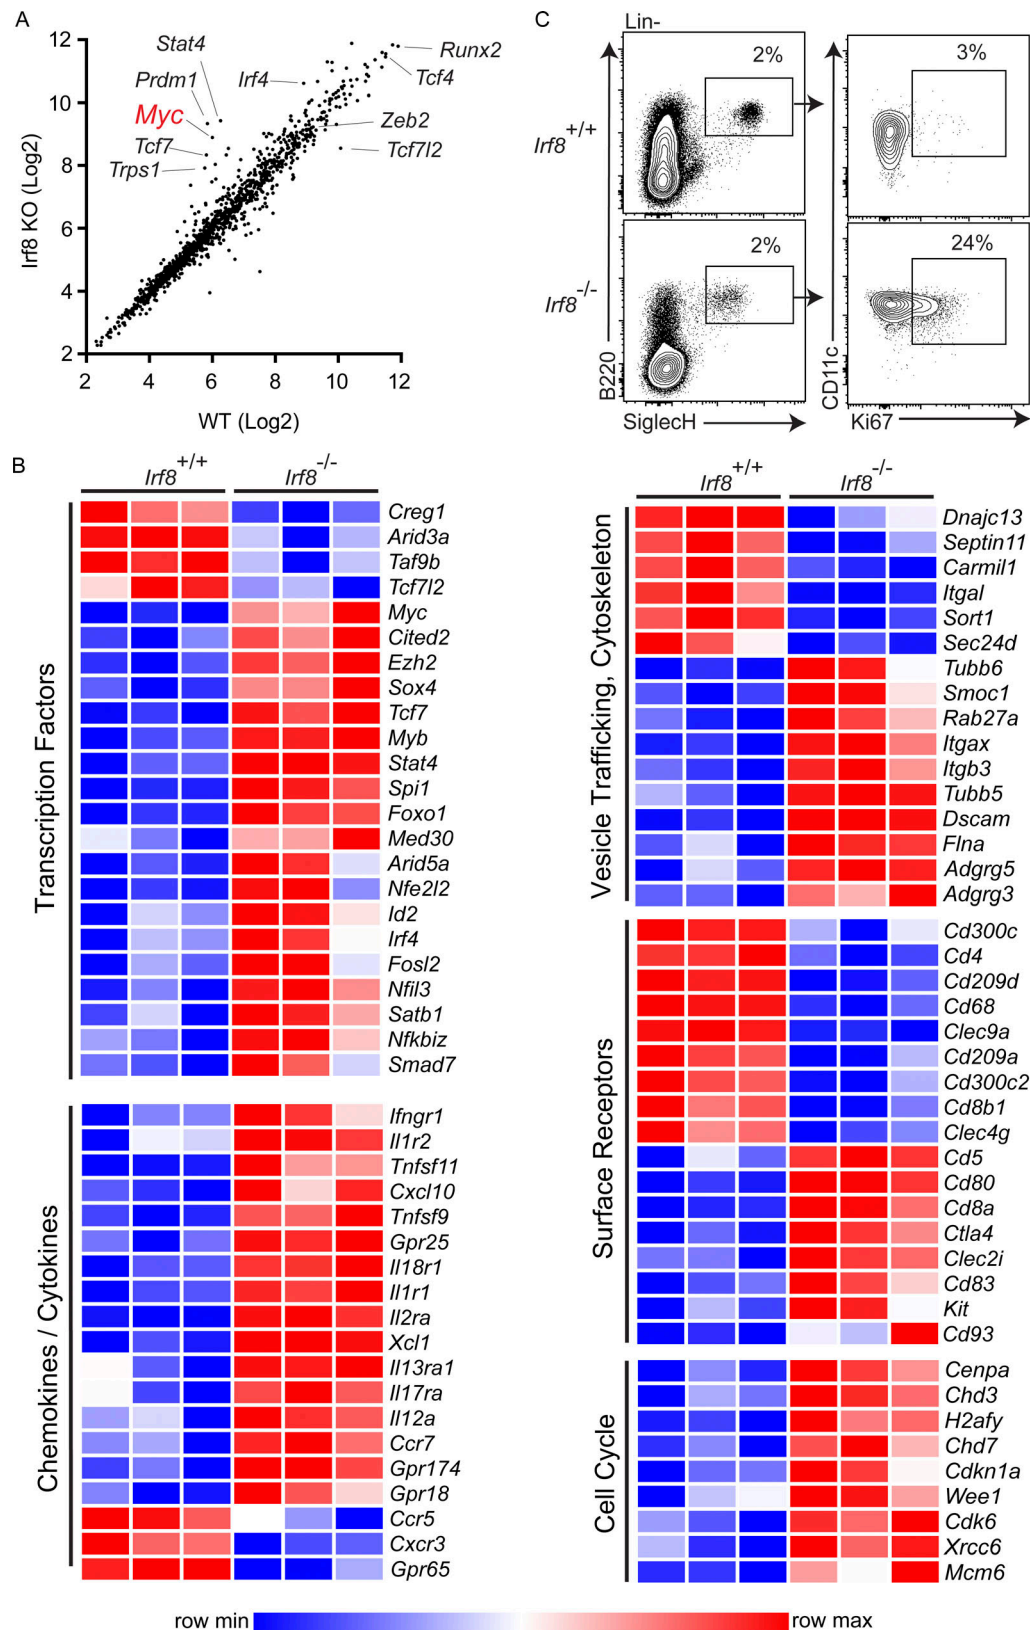 A
12
10
8
6
4
2
2
4
6
8
10
12
Irf8 KO (Log2)
WT (Log2)
Stat4
Prdm1
Myc
Tcf7
Trps1
Irf4
Runx2
Tcf4
Zeb2
Tcf7l2
C
Lin-
2%
3%
Irf8+/+
2%
24%
Irf8-/-
B220
SiglecH
CD11c
Ki67
B
Irf8+/+
Irf8-/-
Transcription Factors
Creg1
Arid3a
Taf9b
Tcf7l2
Myc
Cited2
Ezh2
Sox4
Tcf7
Myb
Stat4
Spi1
Foxo1
Med30
Arid5a
Nfe2l2
Id2
Irf4
Fosl2
Nfil3
Satb1
Nfkbiz
Smad7
Chemokines / Cytokines
Ifngr1
Il1r2
Tnfsf11
Cxcl10
Tnfsf9
Gpr25
Il18r1
Il1r1
Il2ra
Xcl1
Il13ra1
Il17ra
Il12a
Ccr7
Gpr174
Gpr18
Ccr5
Cxcr3
Gpr65
Irf8+/+
Irf8-/-
Vesicle Trafficking, Cytoskeleton
Dnajc13
Septin11
Carmil1
Itgal
Sort1
Sec24d
Tubb6
Smoc1
Rab27a
Itgax
Itgb3
Tubb5
Dscam
Flna
Adgrg5
Adgrg3
Surface Receptors
Cd300c
Cd4
Cd209d
Cd68
Clec9a
Cd209a
Cd300c2
Cd8b1
Clec4g
Cd5
Cd80
Cd8a
Ctla4
Clec2i
Cd83
Kit
Cd93
Cell Cycle
Cenpa
Chd3
H2afy
Chd7
Cdkn1a
Wee1
Cdk6
Xrcc6
Mcm6
row min
row max